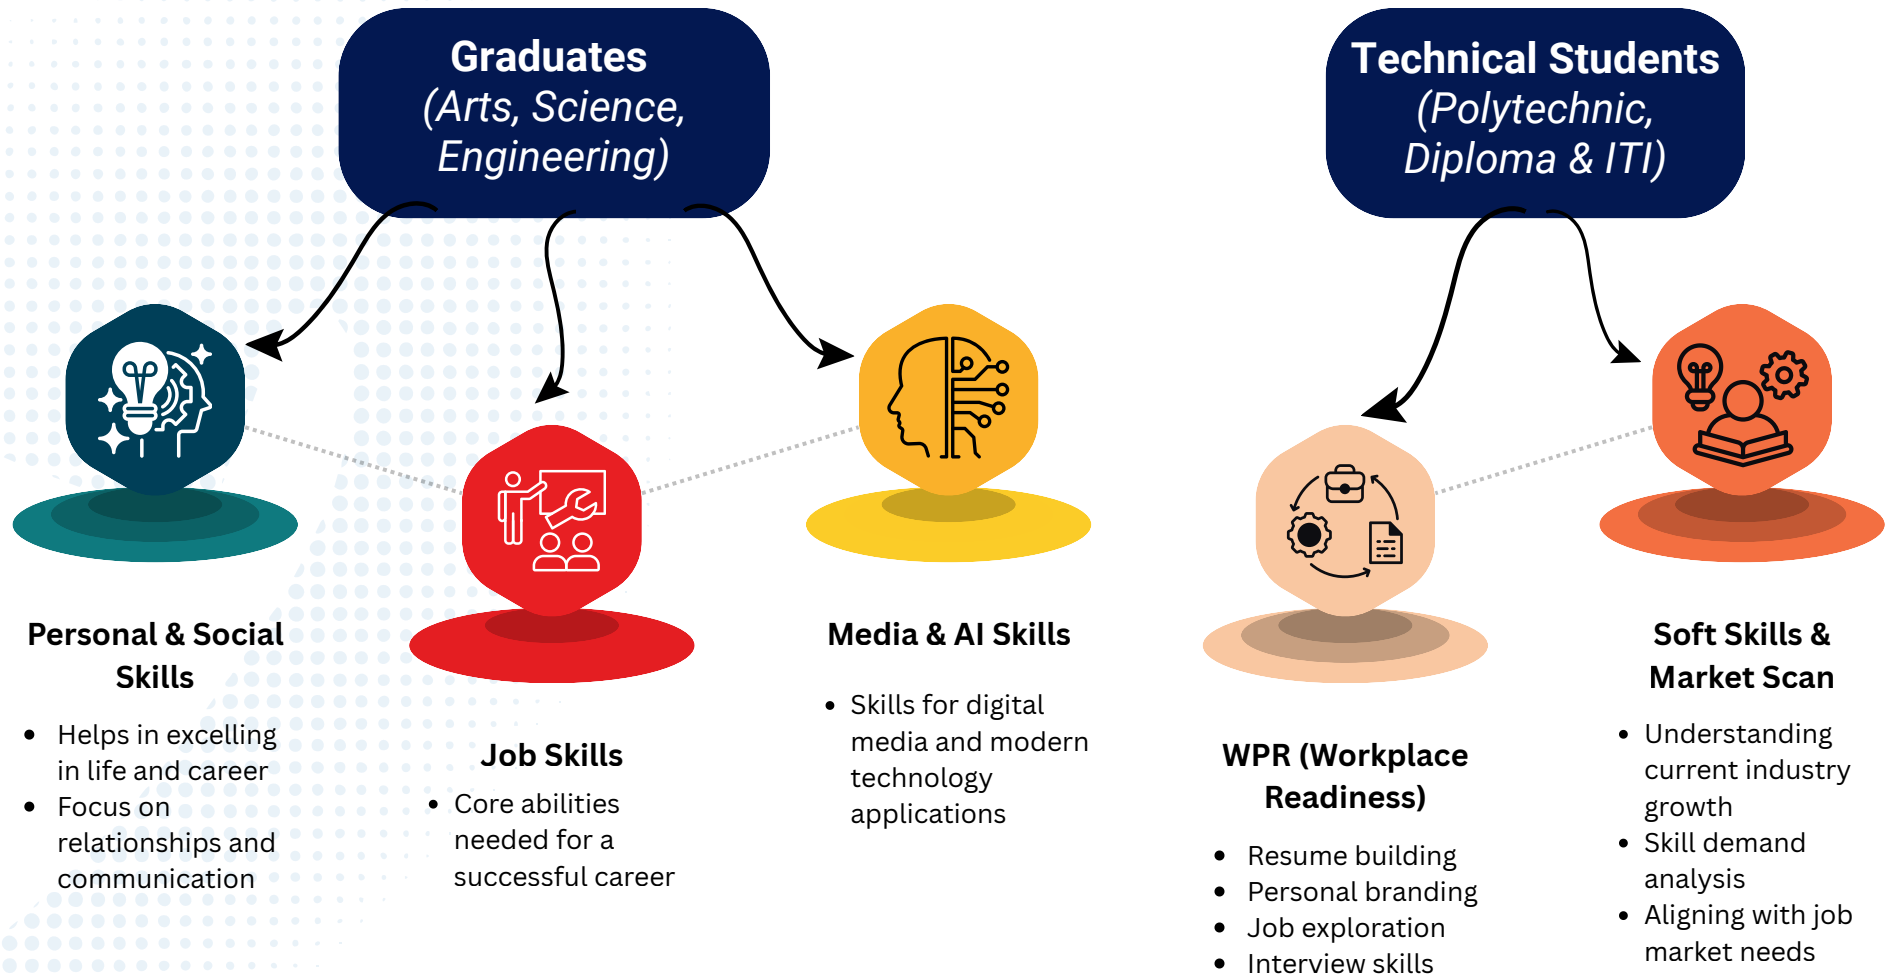 Graduates
(Arts, Science,
Engineering)
Technical Students
(Polytechnic,
Diploma & ITI)
Personal & Social
Skills
• Helps in excelling
in life and career
• Focus on
relationships and
communication
Job Skills
• Core abilities
needed for a
successful career
Media & AI Skills
• Skills for digital
media and modern
technology
applications
WPR (Workplace
Readiness)
• Resume building
• Personal branding
• Job exploration
• Interview skills
Soft Skills &
Market Scan
• Understanding
current industry
growth
• Skill demand
analysis
• Aligning with job
market needs